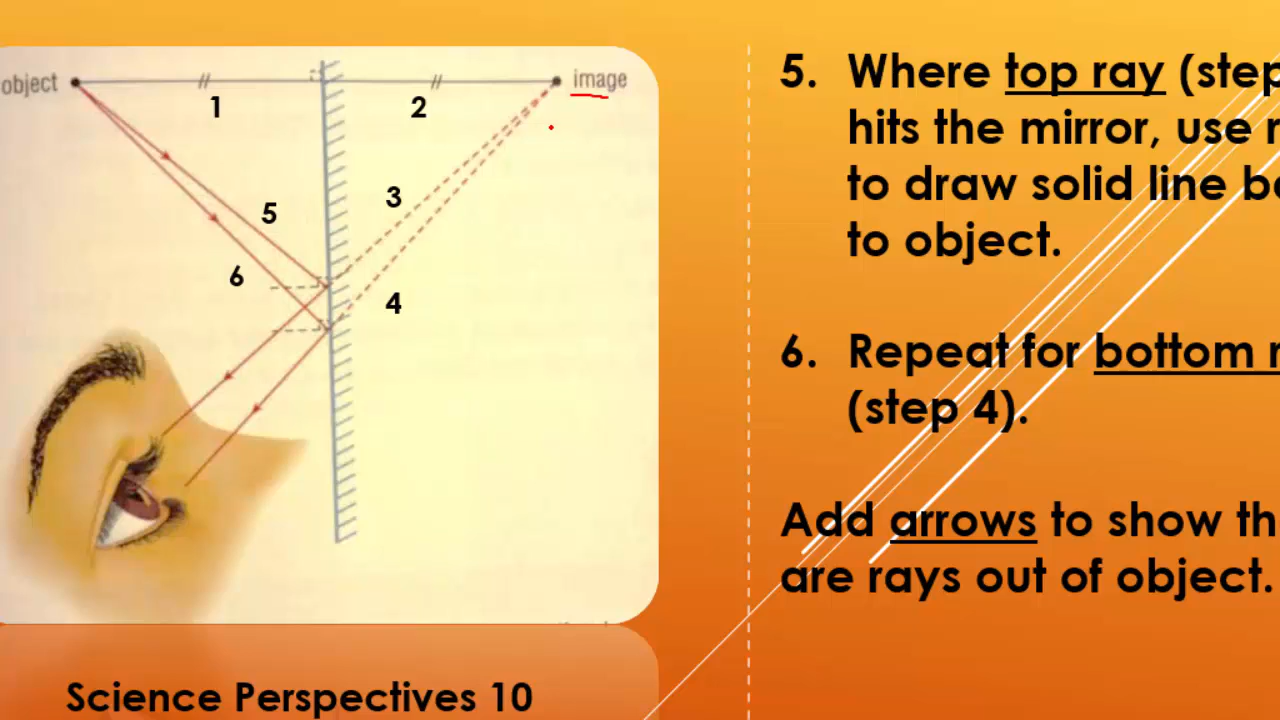 object
image
1
2
3
5
6
4
5. Where top ray (step
hits the mirror, use
to draw solid line
to object.
6. Repeat for bottom
(step 4).
Add arrows to show
are rays out of object.
Science Perspectives 10